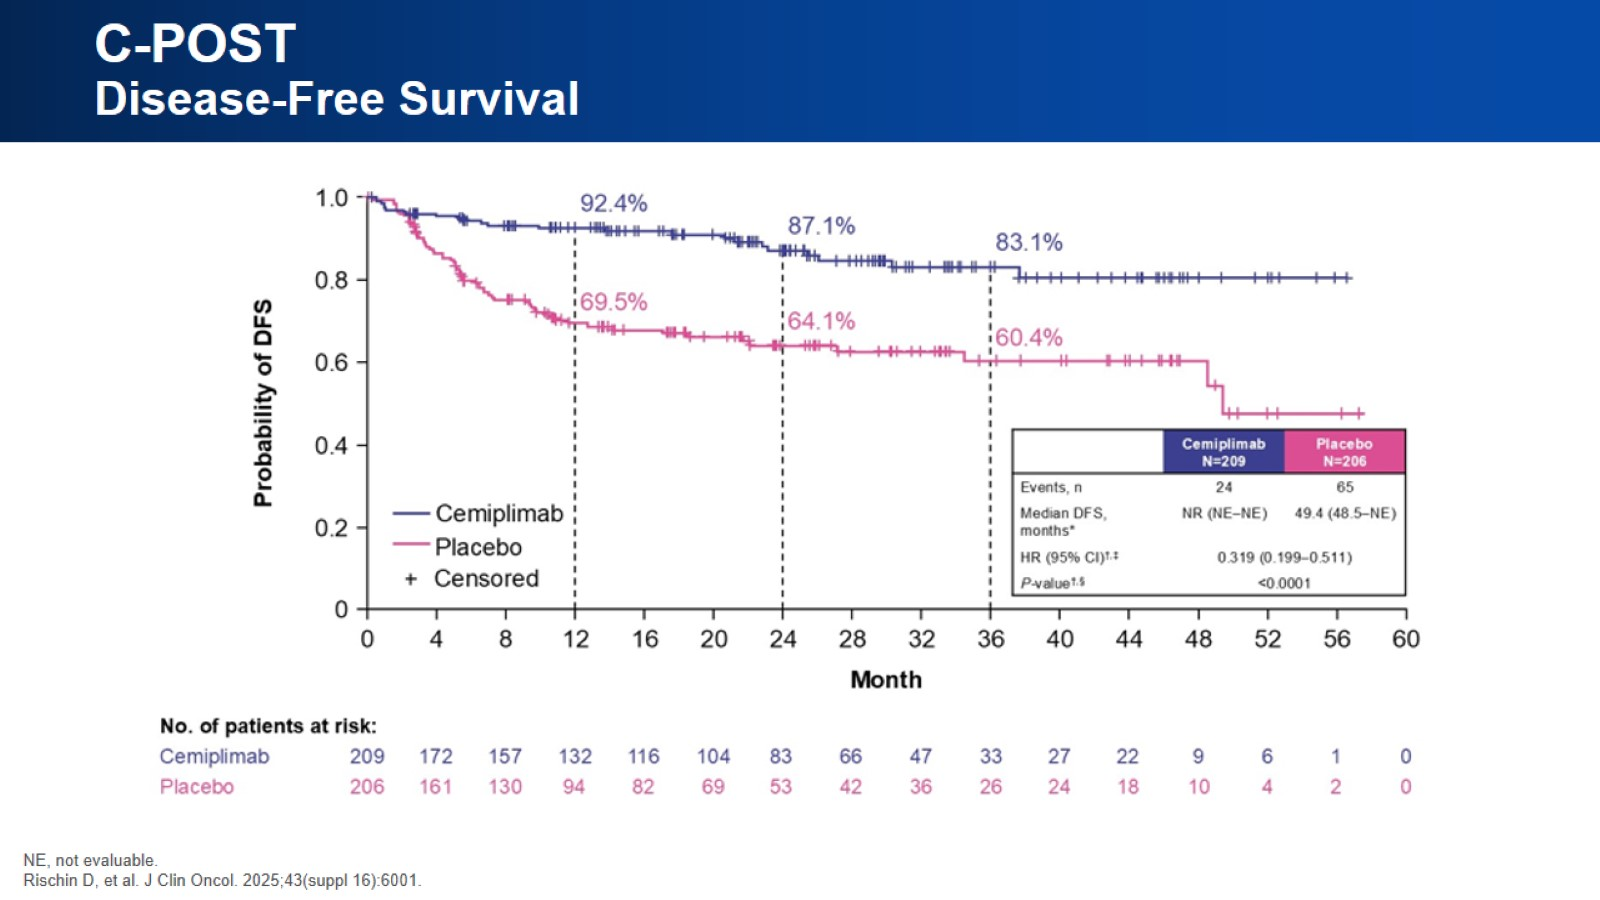 C-POST
Disease-Free Survival
Probability of DFS
1.0
0.8
0.6
0.4
0.2
0
92.4%
87.1%
83.1%
69.5%
64.1%
60.4%
Cemiplimab
Placebo
+ Censored
Cemiplimab N=209 Placebo N=206
Events, n 24 65
Median DFS, months* NR (NE–NE) 49.4 (48.5–NE)
HR (95% CI)†,‡ 0.319 (0.199–0.511)
P-value†,§ <0.0001
0 4 8 12 16 20 24 28 32 36 40 44 48 52 56 60
Month
No. of patients at risk:
Cemiplimab 209 172 157 132 116 104 83 66 47 33 27 22 9 6 1 0
Placebo 206 161 130 94 82 69 53 42 36 26 24 18 10 4 2 0
NE, not evaluable.
Rischin D, et al. J Clin Oncol. 2025;43(suppl 16):6001.